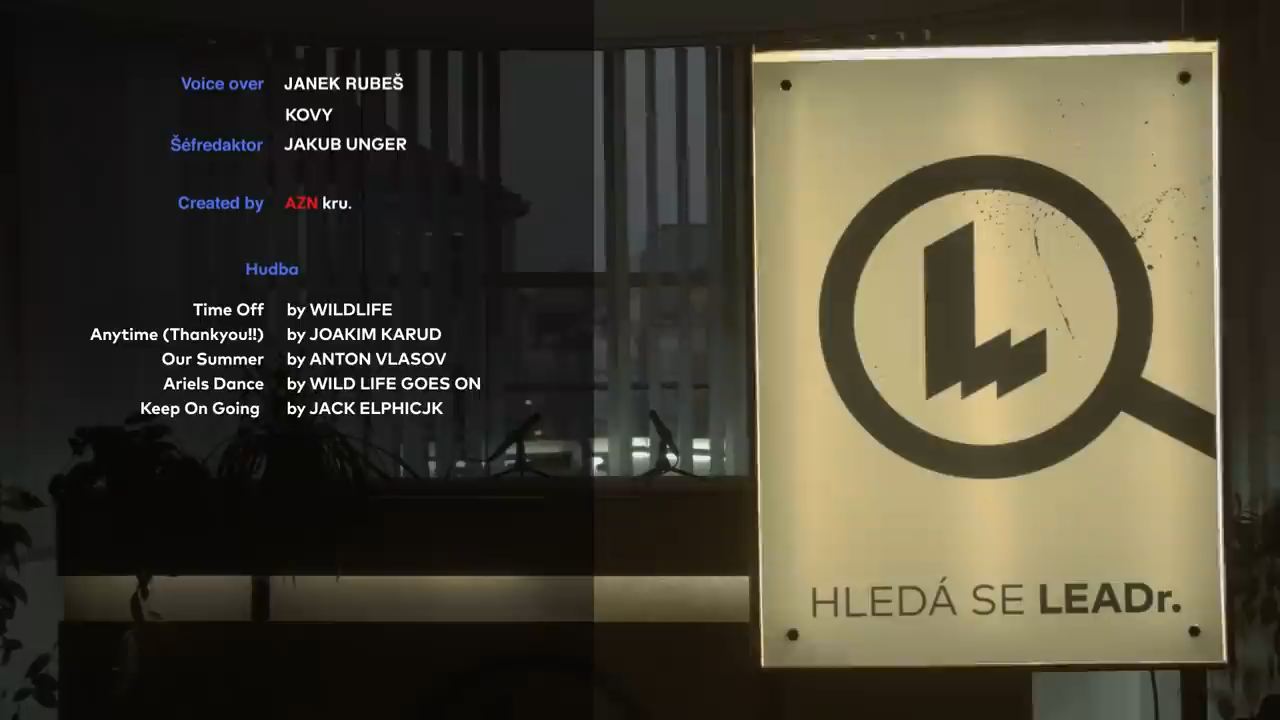 Voice over JANEK RUBEŠ
KOVY
Šéfredaktor JAKUB UNGER
Created by AZN kru.
Hudba
Time Off by WILDLIFE
Anytime (Thankyou!!) by JOAKIM KARUD
Our Summer by ANTON VLASOV
Ariels Dance by WILD LIFE GOES ON
Keep On Going by JACK ELPHICJK
HLEDÁ SE LEADr.